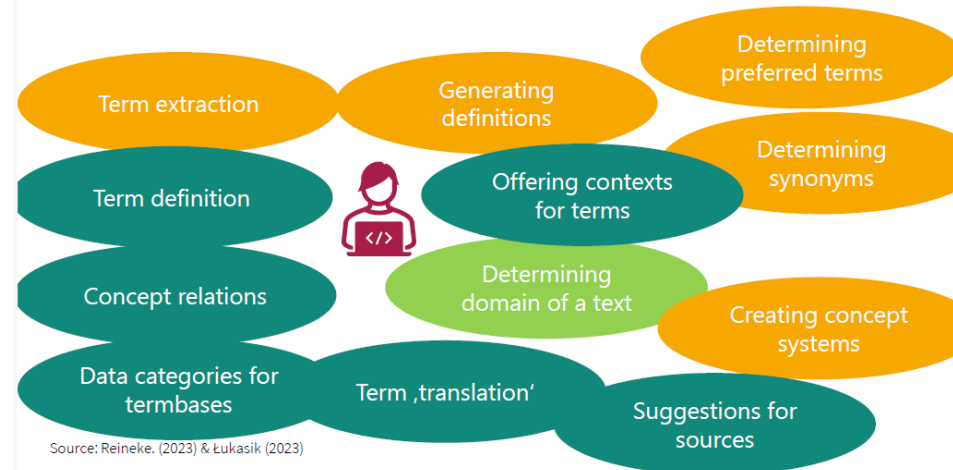 Term extraction
Generating
definitions
Determining
preferred terms
Determining
synonyms
Term definition
</>
Offering contexts
for terms
Concept relations
Determining
domain of a text
Creating concept
systems
Data categories for
termbases
Term ‚translation‘
Suggestions for
sources
Source: Reineke. (2023) & Łukasik (2023)